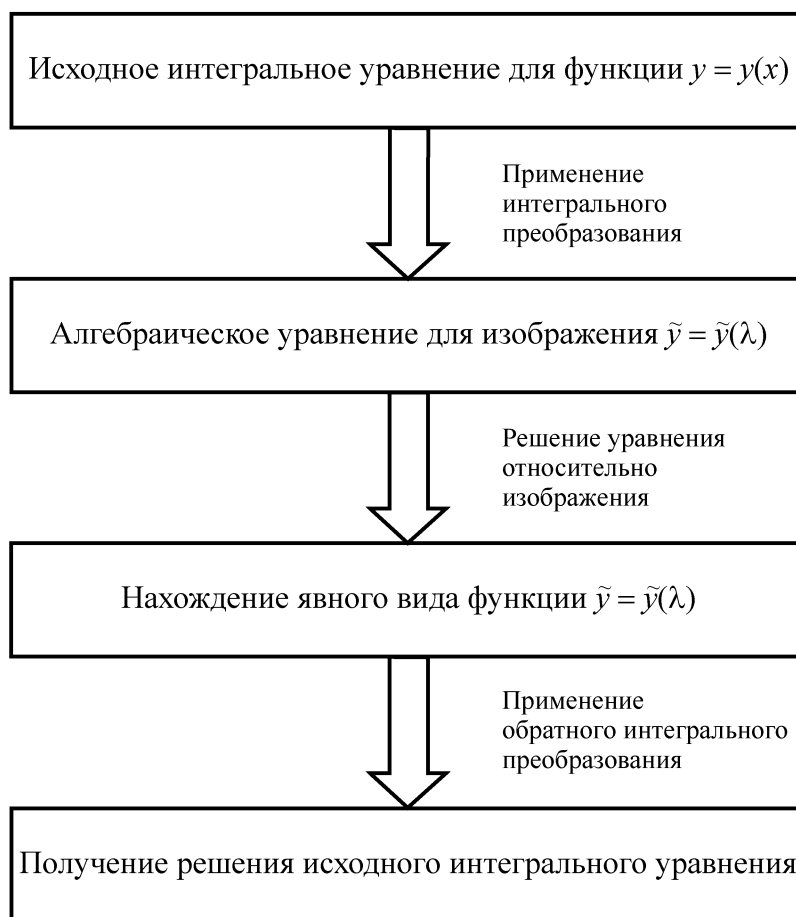 Исходное интегральное уравнение для функции y = y(x)
Применение
интегрального
преобразования
Алгебраическое уравнение для изображения ỹ = ỹ(λ)
Решение уравнения
относительно
изображения
Нахождение явного вида функции ỹ = ỹ(λ)
Применение
обратного интегрального
преобразования
Получение решения исходного интегрального уравнения